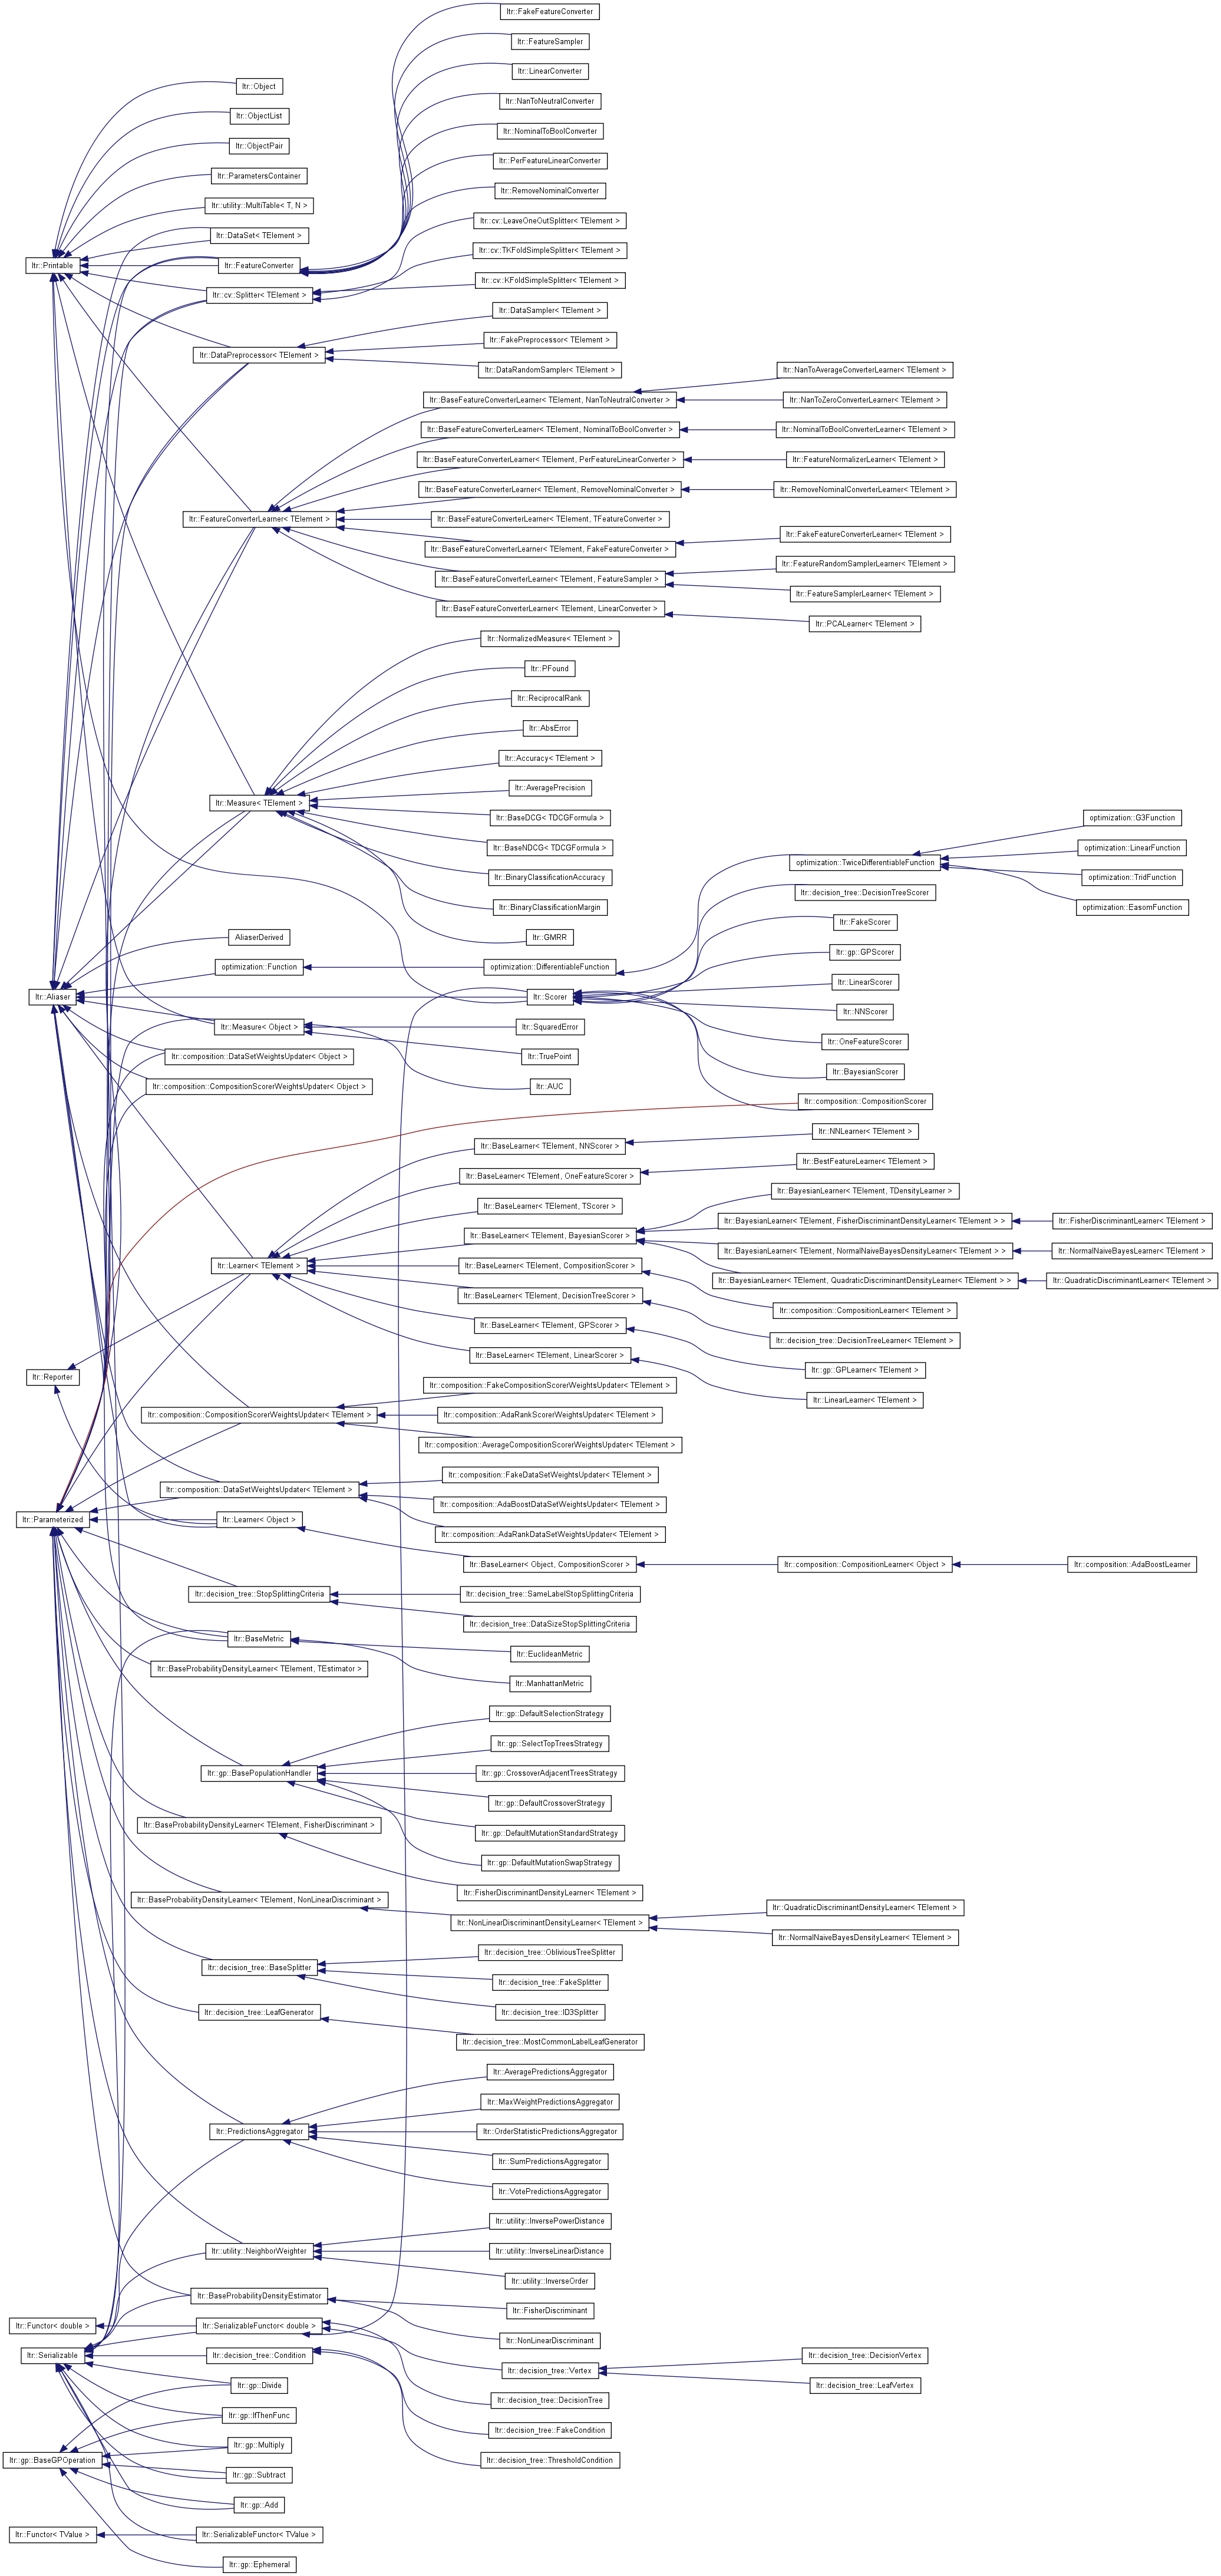 ltr::FakeFeatureConverter
ltr::FeatureSampler
ltr::LinearConverter
ltr::Object
ltr::NanToNeutralConverter
ltr::ObjectList
ltr::NominalToBoolConverter
ltr::ObjectPair
ltr::PerFeatureLinearConverter
ltr::ParametersContainer
ltr::RemoveNominalConverter
ltr::utility::MultiTable< T, N >
ltr::cv::LeaveOneOutSplitter< TElement >
ltr::DataSet< TElement >
ltr::cv::TKFoldSimpleSplitter< TElement >
ltr::Printable
ltr::FeatureConverter
ltr::cv::KFoldSimpleSplitter< TElement >
ltr::cv::Splitter< TElement >
ltr::DataSampler< TElement >
ltr::FakePreprocessor< TElement >
ltr::DataPreprocessor< TElement >
ltr::DataRandomSampler< TElement >
ltr::NanToAverageConverterLearner< TElement >
ltr::BaseFeatureConverterLearner< TElement, NanToNeutralConverter >
ltr::NanToZeroConverterLearner< TElement >
ltr::BaseFeatureConverterLearner< TElement, NominalToBoolConverter >
ltr::NominalToBoolConverterLearner< TElement >
ltr::BaseFeatureConverterLearner< TElement, PerFeatureLinearConverter >
ltr::FeatureNormalizerLearner< TElement >
ltr::BaseFeatureConverterLearner< TElement, RemoveNominalConverter >
ltr::RemoveNominalConverterLearner< TElement >
ltr::FeatureConverterLearner< TElement >
ltr::BaseFeatureConverterLearner< TElement, TFeatureConverter >
ltr::FakeFeatureConverterLearner< TElement >
ltr::BaseFeatureConverterLearner< TElement, FakeFeatureConverter >
ltr::FeatureRandomSamplerLearner< TElement >
ltr::BaseFeatureConverterLearner< TElement, FeatureSampler >
ltr::FeatureSamplerLearner< TElement >
ltr::BaseFeatureConverterLearner< TElement, LinearConverter >
ltr::PCALearner< TElement >
ltr::NormalizedMeasure< TElement >
ltr::PFound
ltr::ReciprocalRank
ltr::AbsError
ltr::Accuracy< TElement >
ltr::AveragePrecision
ltr::Measure< TElement >
ltr::BaseDCG< TDCGFormula >
optimization::G3Function
ltr::BaseNDCG< TDCGFormula >
optimization::LinearFunction
optimization::TwiceDifferentiableFunction
ltr::BinaryClassificationAccuracy
optimization::TridFunction
ltr::decision_tree::DecisionTreeScorer
ltr::BinaryClassificationMargin
optimization::EasomFunction
ltr::FakeScorer
AliaserDerived
ltr::GMRR
ltr::gp::GPScorer
optimization::Function
optimization::DifferentiableFunction
ltr::LinearScorer
ltr::Aliaser
ltr::Scorer
ltr::NNScorer
ltr::Measure< Object >
ltr::SquaredError
ltr::OneFeatureScorer
ltr::composition::DataSetWeightsUpdater< Object >
ltr::TruePoint
ltr::BayesianScorer
ltr::composition::CompositionScorerWeightsUpdater< Object >
ltr::AUC
ltr::composition::CompositionScorer
ltr::NNLearner< TElement >
ltr::BaseLearner< TElement, NNScorer >
ltr::BestFeatureLearner< TElement >
ltr::BaseLearner< TElement, OneFeatureScorer >
ltr::BayesianLearner< TElement, TDensityLearner >
ltr::BaseLearner< TElement, TScorer >
ltr::BayesianLearner< TElement, FisherDiscriminantDensityLearner< TElement > >
ltr::FisherDiscriminantLearner< TElement >
ltr::BaseLearner< TElement, BayesianScorer >
ltr::BayesianLearner< TElement, NormalNaiveBayesDensityLearner< TElement > >
ltr::NormalNaiveBayesLearner< TElement >
ltr::Learner< TElement >
ltr::BaseLearner< TElement, CompositionScorer >
ltr::BayesianLearner< TElement, QuadraticDiscriminantDensityLearner< TElement > >
ltr::QuadraticDiscriminantLearner< TElement >
ltr::BaseLearner< TElement, DecisionTreeScorer >
ltr::composition::CompositionLearner< TElement >
ltr::BaseLearner< TElement, GPScorer >
ltr::decision_tree::DecisionTreeLearner< TElement >
ltr::BaseLearner< TElement, LinearScorer >
ltr::gp::GPLearner< TElement >
ltr::Reporter
ltr::composition::FakeCompositionScorerWeightsUpdater< TElement >
ltr::LinearLearner< TElement >
ltr::composition::CompositionScorerWeightsUpdater< TElement >
ltr::composition::AdaRankScorerWeightsUpdater< TElement >
ltr::composition::AverageCompositionScorerWeightsUpdater< TElement >
ltr::composition::FakeDataSetWeightsUpdater< TElement >
ltr::composition::DataSetWeightsUpdater< TElement >
ltr::composition::AdaBoostDataSetWeightsUpdater< TElement >
ltr::Parameterized
ltr::Learner< Object >
ltr::composition::AdaRankDataSetWeightsUpdater< TElement >
ltr::BaseLearner< Object, CompositionScorer >
ltr::composition::CompositionLearner< Object >
ltr::composition::AdaBoostLearner
ltr::decision_tree::StopSplittingCriteria
ltr::decision_tree::SameLabelStopSplittingCriteria
ltr::decision_tree::DataSizeStopSplittingCriteria
ltr::BaseMetric
ltr::EuclideanMetric
ltr::BaseProbabilityDensityLearner< TElement, TEstimator >
ltr::ManhattanMetric
ltr::gp::DefaultSelectionStrategy
ltr::gp::SelectTopTreesStrategy
ltr::gp::BasePopulationHandler
ltr::gp::CrossoverAdjacentTreesStrategy
ltr::gp::DefaultCrossoverStrategy
ltr::BaseProbabilityDensityLearner< TElement, FisherDiscriminant >
ltr::gp::DefaultMutationStandardStrategy
ltr::gp::DefaultMutationSwapStrategy
ltr::FisherDiscriminantDensityLearner< TElement >
ltr::BaseProbabilityDensityLearner< TElement, NonLinearDiscriminant >
ltr::QuadraticDiscriminantDensityLearner< TElement >
ltr::NonLinearDiscriminantDensityLearner< TElement >
ltr::NormalNaiveBayesDensityLearner< TElement >
ltr::decision_tree::ObliviousTreeSplitter
ltr::decision_tree::BaseSplitter
ltr::decision_tree::FakeSplitter
ltr::decision_tree::LeafGenerator
ltr::decision_tree::ID3Splitter
ltr::decision_tree::MostCommonLabelLeafGenerator
ltr::AveragePredictionsAggregator
ltr::MaxWeightPredictionsAggregator
ltr::PredictionsAggregator
ltr::OrderStatisticPredictionsAggregator
ltr::SumPredictionsAggregator
ltr::VotePredictionsAggregator
ltr::utility::InversePowerDistance
ltr::utility::NeighborWeighter
ltr::utility::InverseLinearDistance
ltr::utility::InverseOrder
ltr::BaseProbabilityDensityEstimator
ltr::FisherDiscriminant
ltr::Functor< double >
ltr::SerializableFunctor< double >
ltr::NonLinearDiscriminant
ltr::Serializable
ltr::decision_tree::Condition
ltr::decision_tree::DecisionVertex
ltr::decision_tree::Vertex
ltr::gp::Divide
ltr::decision_tree::LeafVertex
ltr::decision_tree::DecisionTree
ltr::gp::IfThenFunc
ltr::decision_tree::FakeCondition
ltr::gp::Multiply
ltr::gp::BaseGPOperation
ltr::decision_tree::ThresholdCondition
ltr::gp::Subtract
ltr::gp::Add
ltr::Functor< TValue >
ltr::SerializableFunctor< TValue >
ltr::gp::Ephemeral